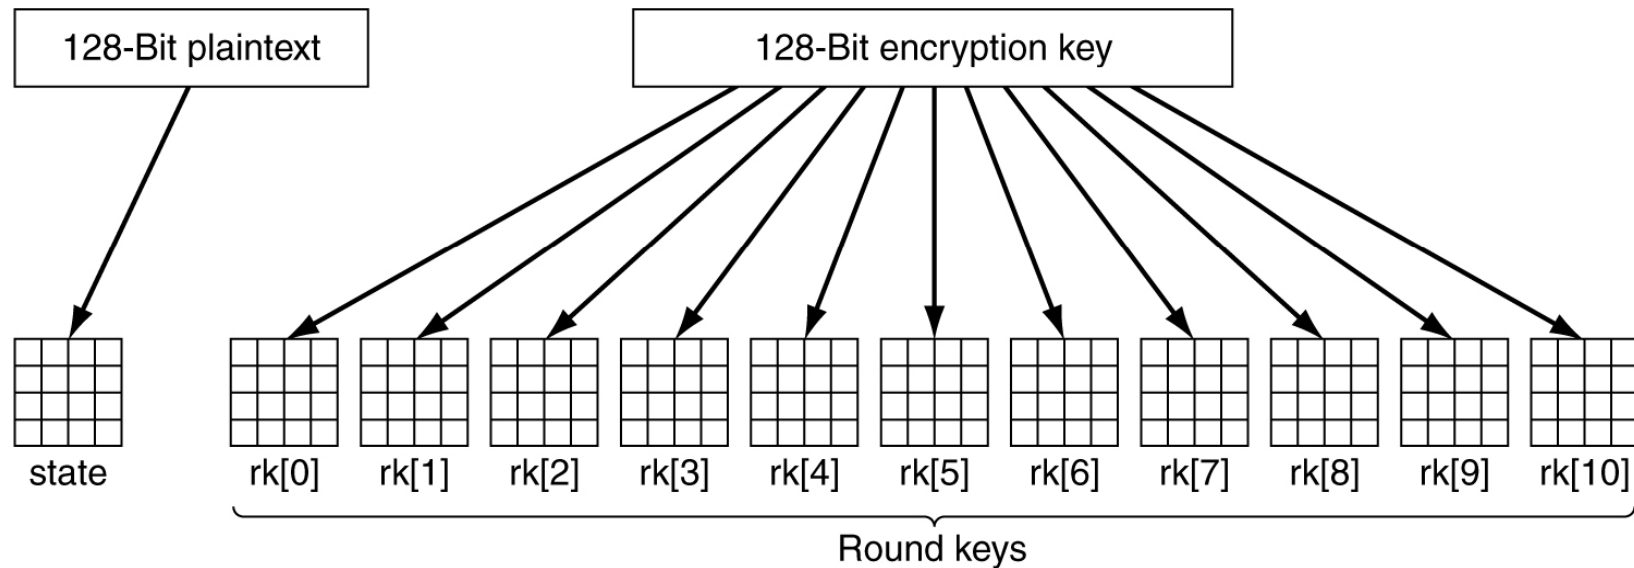 128-Bit plaintext
128-Bit encryption key
state
rk[0]
rk[1]
rk[2]
rk[3]
rk[4]
rk[5]
rk[6]
rk[7]
rk[8]
rk[9]
rk[10]
Round keys